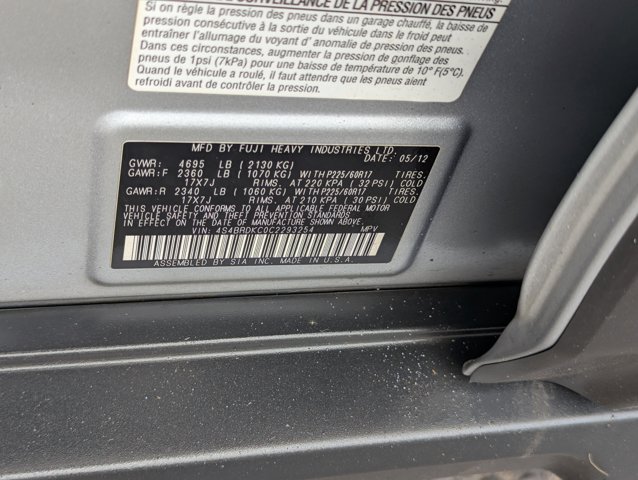 SURVEILLANCE DE LA PRESSION DES PNEUS
Si on règle la pression des pneus dans un garage chauffé, la baisse de
pression consécutive à la sortie du véhicule dans le froid peut
entraîner l'allumage du voyant d' anomalie de pression des pneus.
Dans ces circonstances, augmenter la pression de gonflage des
pneus de 1psi (7kPa) pour une baisse de température de 10° F(5°C).
Quand le véhicule a roulé, il faut attendre que les pneus aient
refroidi avant de contrôler la pression.
MFD BY FUJI HEAVY INDUSTRIES LTD.
DATE: 05/12
GVWR: 4695 LB (2130 KG)
GAWR:F 2360 LB (1070 KG) WITH P225/60R17 TIRES.
17X7J RIMS. AT 220 KPA (32 PSI) COLD
GAWR:R 2340 LB (1060 KG) WITH P225/60R17 TIRES.
17X7J RIMS. AT 210 KPA (30 PSI) COLD
THIS VEHICLE CONFORMS TO ALL APPLICABLE FEDERAL MOTOR
VEHICLE SAFETY AND THEFT PREVENTION STANDARDS
IN EFFECT ON THE DATE OF MANUFACTURE SHOWN ABOVE.
VIN: 4S4BRDKC0C2293254 MPV
ASSEMBLED BY SIA INC. MADE IN U.S.A.